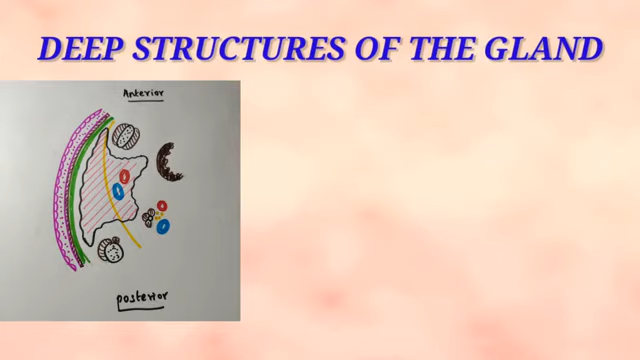 DEEP STRUCTURES OF THE GLAND
Anterior
posterior